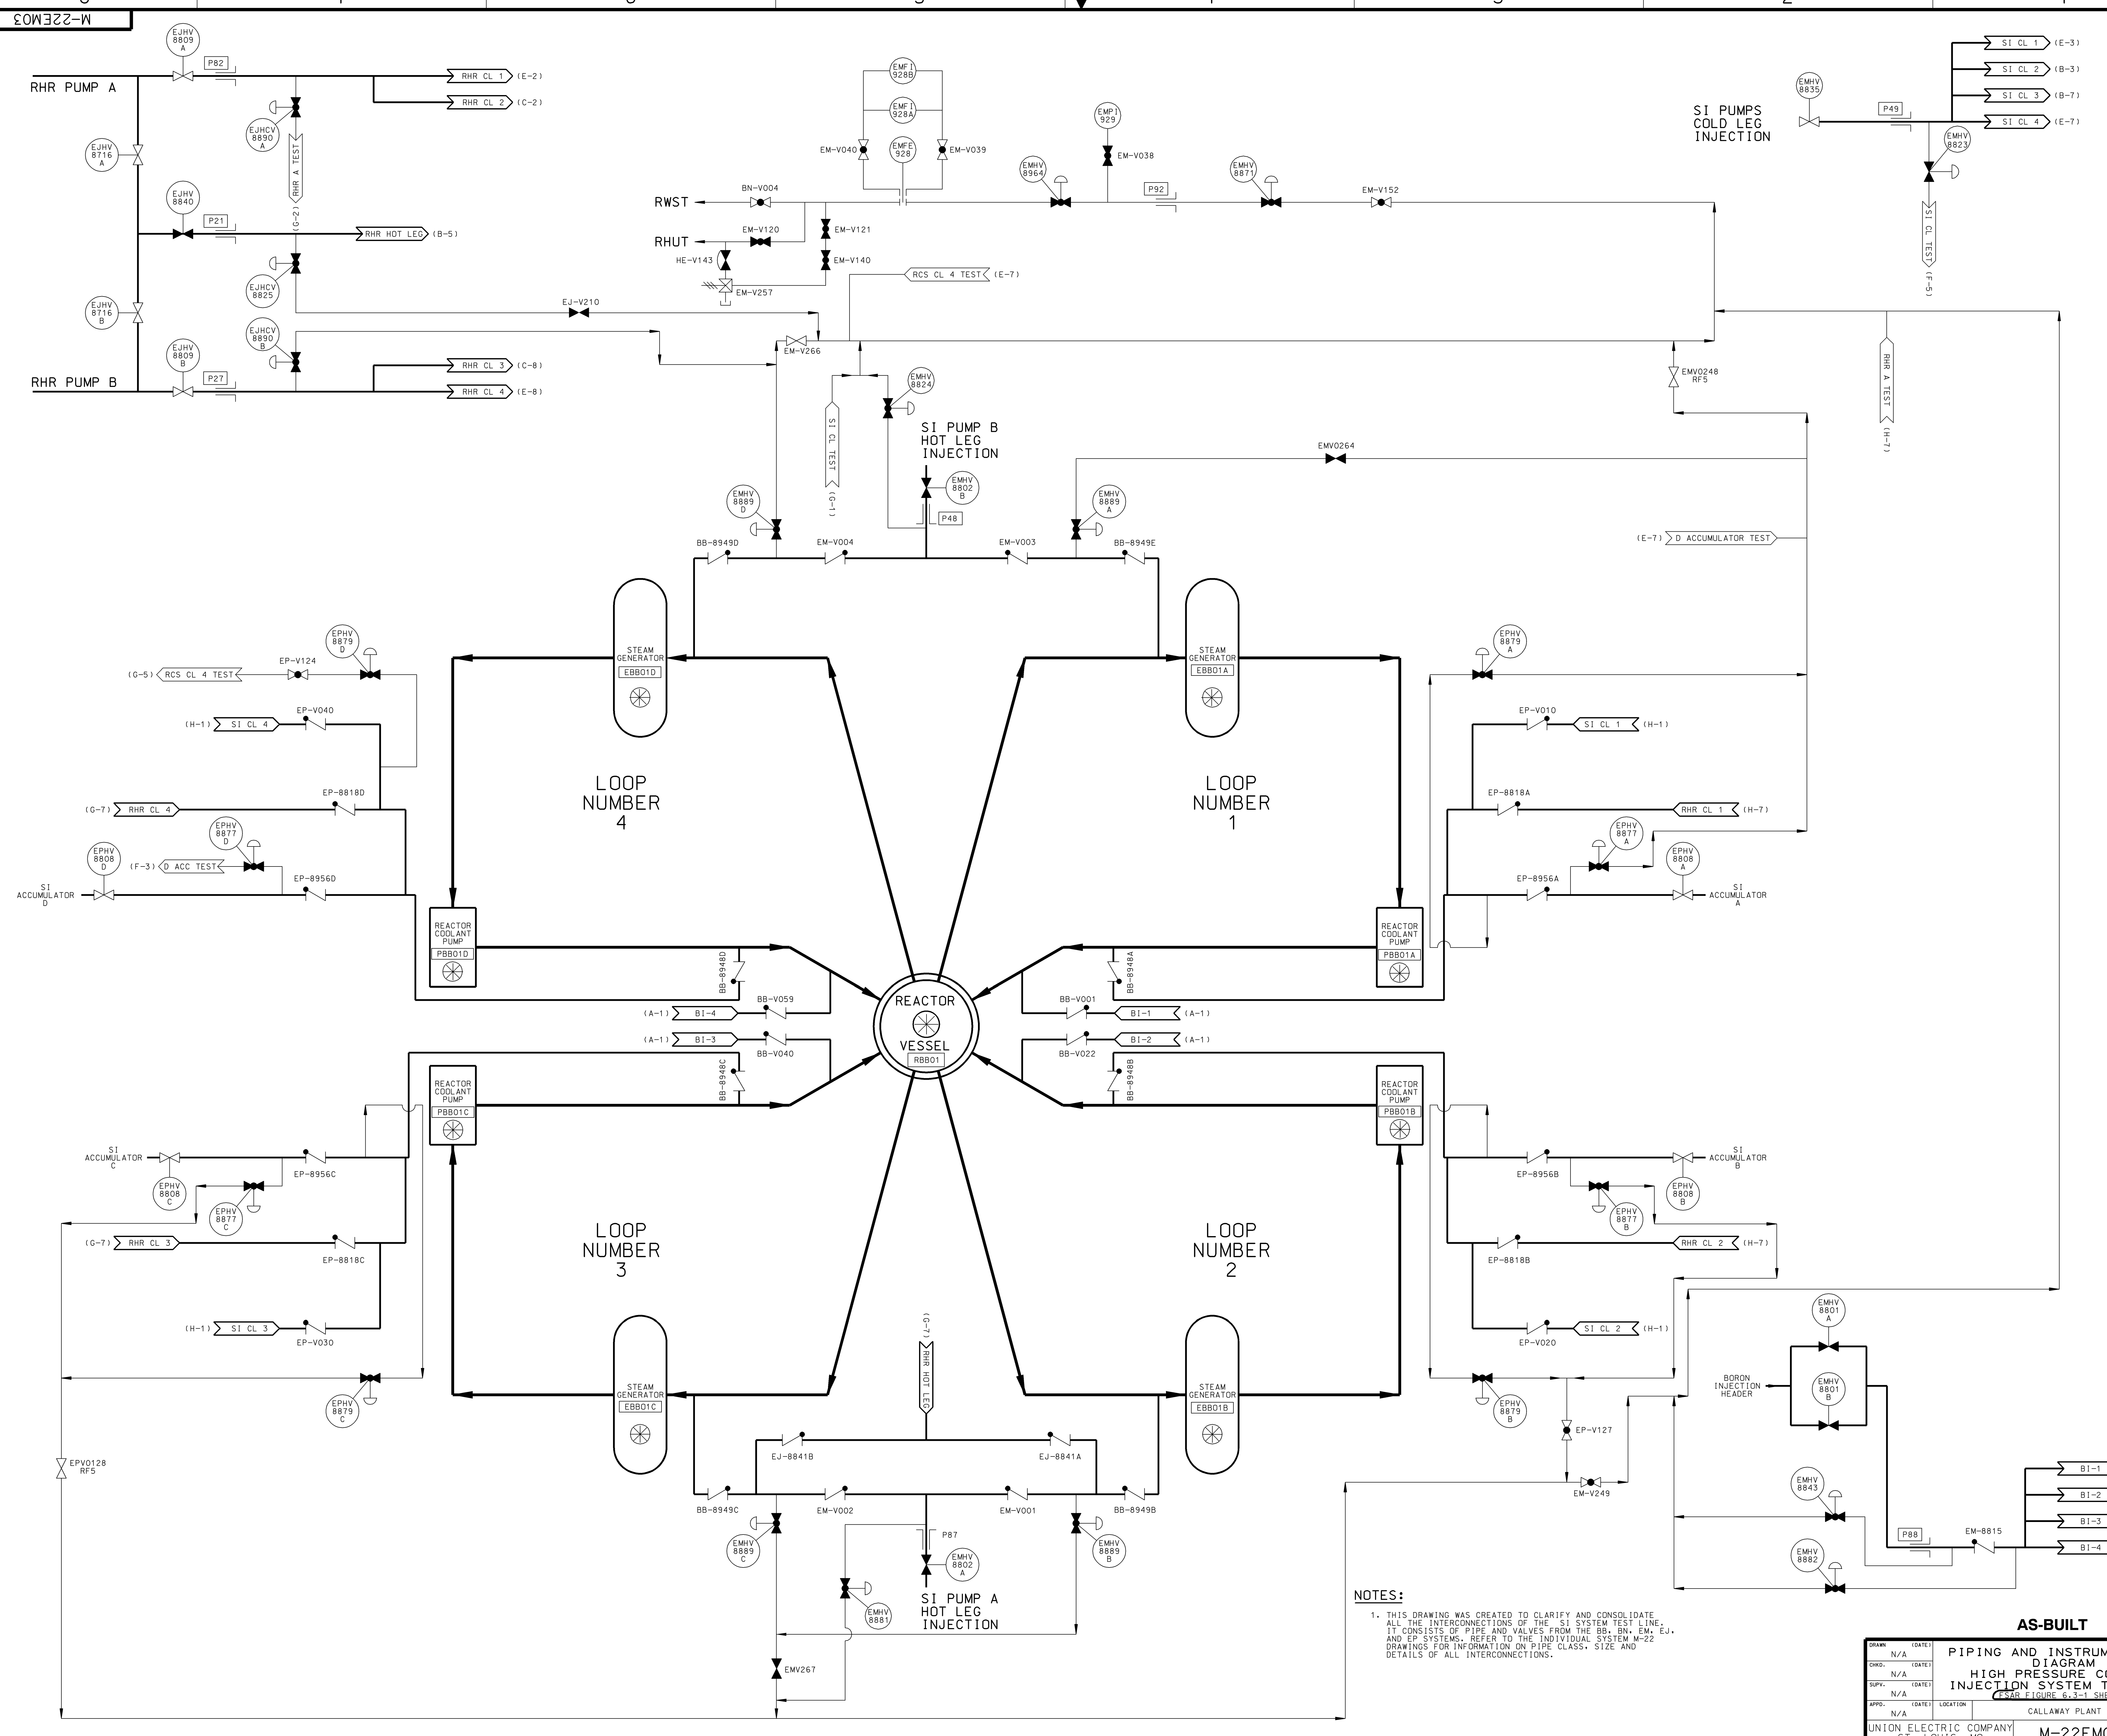 M-22EM03
EJHV
8809
A
P82
RHR PUMP A
RHR CL 1 (E-2)
RHR CL 2 (C-2)
EJHCV
8890
A
RHR A TEST
(G-2)
EJHV
8716
A
EJHV
8840
P21
RHR HOT LEG (B-5)
EJHCV
8825
EJHV
8716
B
EJHCV
8890
B
EJHV
8809
B
P27
RHR PUMP B
RHR CL 3 (C-8)
RHR CL 4 (E-8)
EJ-V210
EMFI
928B
EMFI
928A
EM-V040
EMFE
928
EM-V039
EMPI
929
EM-V038
EMHV
8964
P92
EMHV
8871
EM-V152
BN-V004
RWST
EM-V120
EM-V121
RHUT
HE-V143
EM-V140
EM-V257
RCS CL 4 TEST (E-7)
EM-V266
SI PUMPS
COLD LEG
INJECTION
EMHV
8835
P49
SI CL 1 (E-3)
SI CL 2 (B-3)
SI CL 3 (B-7)
SI CL 4 (E-7)
EMHV
8823
SI CL TEST
(F-5)
EMV0248
RF5
RHR A TEST
(H-7)
EMHV
8824
SI CL TEST
(G-1)
SI PUMP B
HOT LEG
INJECTION
EMHV
8802
B
P48
EMV0264
EMHV
8889
D
EMHV
8889
A
BB-8949D
EM-V004
EM-V003
BB-8949E
(E-7) D ACCUMULATOR TEST
STEAM
GENERATOR
EBB01D
STEAM
GENERATOR
EBB01A
EPHV
8879
D
EP-V124
(G-5) RCS CL 4 TEST
EP-V040
(H-1) SI CL 4
EP-8818D
(G-7) RHR CL 4
EPHV
8877
D
EPHV
8808
D
(F-3) D ACC TEST
EP-8956D
SI
ACCUMULATOR
D
LOOP
NUMBER
4
LOOP
NUMBER
1
EPHV
8879
A
EP-V010
SI CL 1 (H-1)
EP-8818A
RHR CL 1 (H-7)
EPHV
8877
A
EPHV
8808
A
EP-8956A
SI
ACCUMULATOR
A
REACTOR
COOLANT
PUMP
PBB01D
REACTOR
COOLANT
PUMP
PBB01A
BB-8948D
BB-8948A
BB-V059
(A-1) BI-4
(A-1) BI-3
BB-V040
REACTOR
VESSEL
RBB01
BB-V001
BI-1 (A-1)
BI-2 (A-1)
BB-V022
BB-8948C
BB-8948B
REACTOR
COOLANT
PUMP
PBB01C
REACTOR
COOLANT
PUMP
PBB01B
SI
ACCUMULATOR
C
EP-8956C
EPHV
8808
C
EPHV
8877
C
(G-7) RHR CL 3
EP-8818C
(H-1) SI CL 3
EP-V030
EPHV
8879
C
EPV0128
RF5
LOOP
NUMBER
3
LOOP
NUMBER
2
SI
ACCUMULATOR
B
EP-8956B
EPHV
8808
B
EPHV
8877
B
RHR CL 2 (H-7)
EP-8818B
SI CL 2 (H-1)
EP-V020
EPHV
8879
B
EP-V127
EM-V249
STEAM
GENERATOR
EBB01C
STEAM
GENERATOR
EBB01B
(G-7)
RHR HOT LEG
EJ-8841B
EJ-8841A
BB-8949C
EM-V002
EM-V001
BB-8949B
EMHV
8889
C
EMHV
8889
B
P87
EMHV
8802
A
EMHV
8881
SI PUMP A
HOT LEG
INJECTION
EMV267
EMHV
8801
A
BORON
INJECTION
HEADER
EMHV
8801
B
EMHV
8843
EMHV
8882
P88
EM-8815
BI-1
BI-2
BI-3
BI-4
NOTES:
1. THIS DRAWING WAS CREATED TO CLARIFY AND CONSOLIDATE
ALL THE INTERCONNECTIONS OF THE SI SYSTEM TEST LINE.
IT CONSISTS OF PIPE AND VALVES FROM THE BB, BN, EM, EJ,
AND EP SYSTEMS. REFER TO THE INDIVIDUAL SYSTEM M-22
DRAWINGS FOR INFORMATION ON PIPE CLASS, SIZE AND
DETAILS OF ALL INTERCONNECTIONS.
AS-BUILT
DRAWN (DATE)
N/A
CHKD. (DATE)
N/A
SUPV. (DATE)
N/A
APPD. (DATE)
N/A
PIPING AND INSTRUM
DIAGRAM
HIGH PRESSURE CO
INJECTION SYSTEM T
FSAR FIGURE 6.3-1 SHE
LOCATION
CALLAWAY PLANT
UNION ELECTRIC COMPANY
M-22EM0